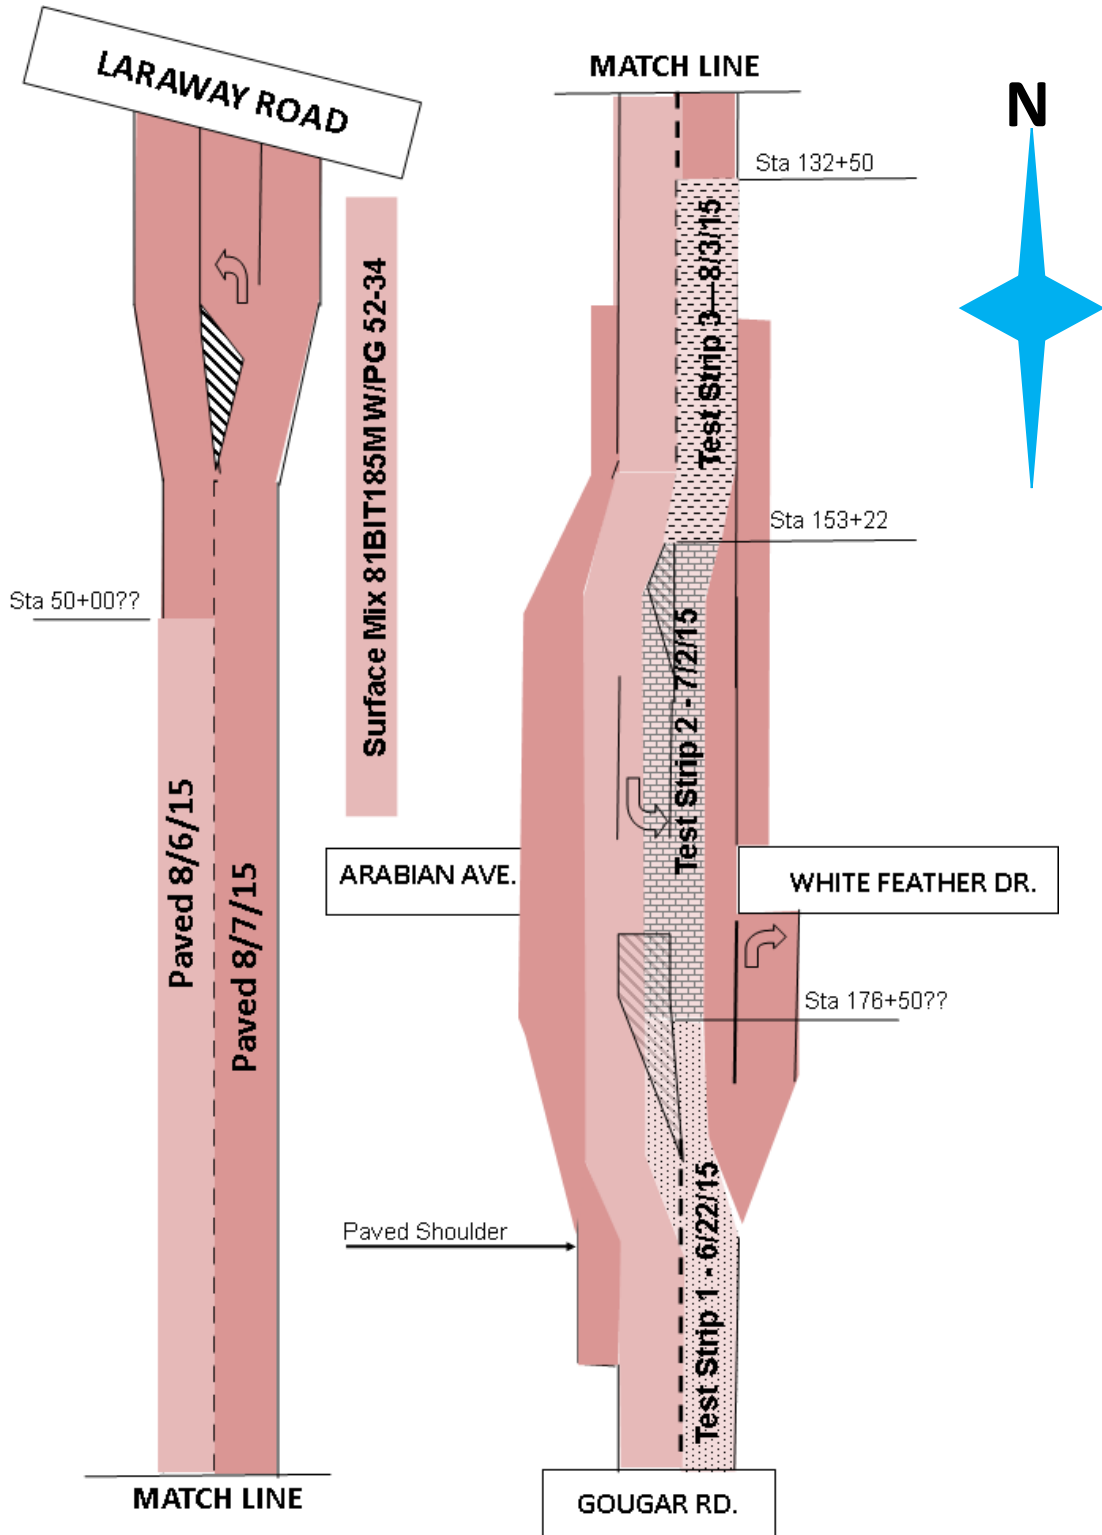 LARAWAY ROAD
Surface Mix 81BIT185M W/PG 52-34
Sta 50+00??
Paved 8/6/15
Paved 8/7/15
MATCH LINE
MATCH LINE
N
Sta 132+50
Test Strip 3—8/3/15
Sta 153+22
Test Strip 2 - 7/2/15
ARABIAN AVE.
WHITE FEATHER DR.
Sta 176+50??
Paved Shoulder
Test Strip 1 - 6/22/15
GOUGAR RD.